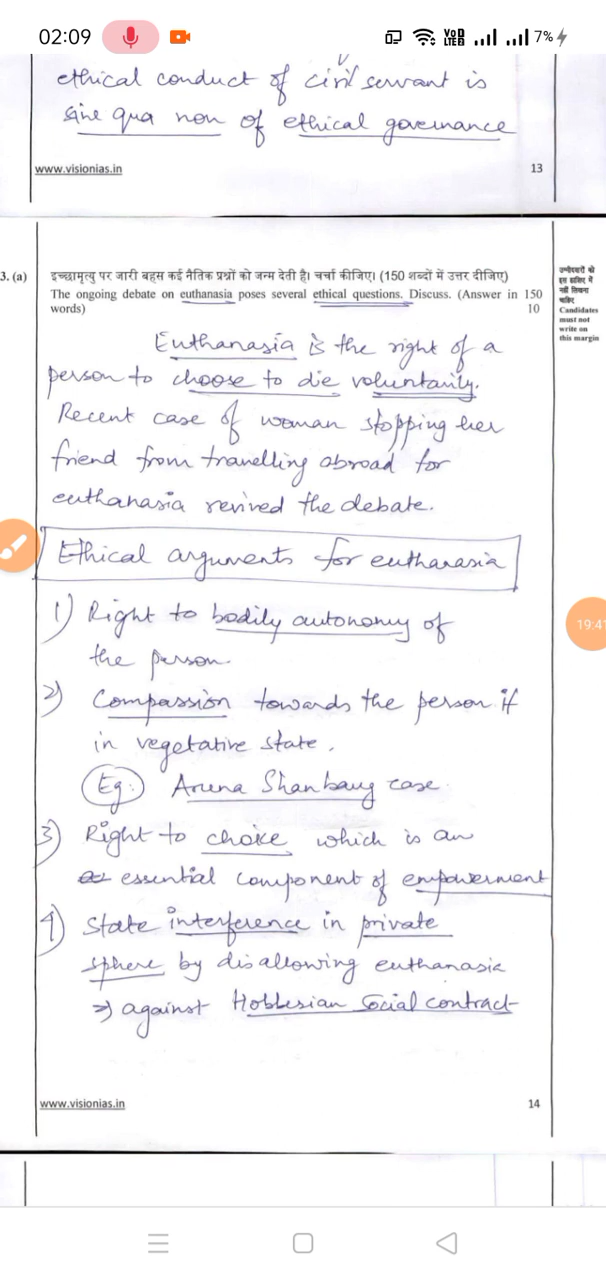 02:09
VoD LTE2 7%
ethical conduct of civil servant is
sine qua non of ethical governance
www.visionias.in 13
3. (a) इच्छामृत्यु पर जारी बहस कई नैतिक प्रश्नों को जन्म देती है। चर्चा कीजिए। (150 शब्दों में उत्तर दीजिए)
The ongoing debate on euthanasia poses several ethical questions. Discuss. (Answer in 150
words) 10
उम्मीदवारों को
इस हाशिए में
नहीं लिखना
चाहिए
Candidates
must not
write on
this margin
Euthanasia is the right of a
person to choose to die voluntarily.
Recent case of woman stopping her
friend from travelling abroad for
euthanasia revived the debate.
Ethical arguments for euthanasia
1) Right to bodily autonomy of
the person.
2) Compassion towards the person if
in vegetative state.
Eg: Aruna Shanbaug case.
3) Right to choice which is an
essential component of empowerment
4) State interference in private
sphere by disallowing euthanasia
⇒ against Hobbesian Social contract
www.visionias.in 14
19:41